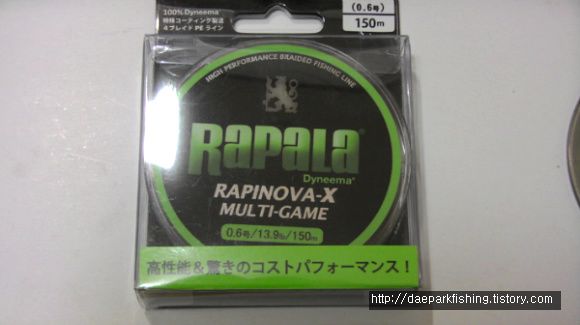 100% Dyneema®
特殊コーティング製法
4ブレイドPEライン
(0.6号)
150m
HIGH PERFORMANCE BRAIDED FISHING LINE
RAPALA®
Dyneema®
RAPINOVA-X
MULTI-GAME
0.6号/13.9lb/150m
高性能&驚きのコストパフォーマンス!
http://daeparkfishing.tistory.com